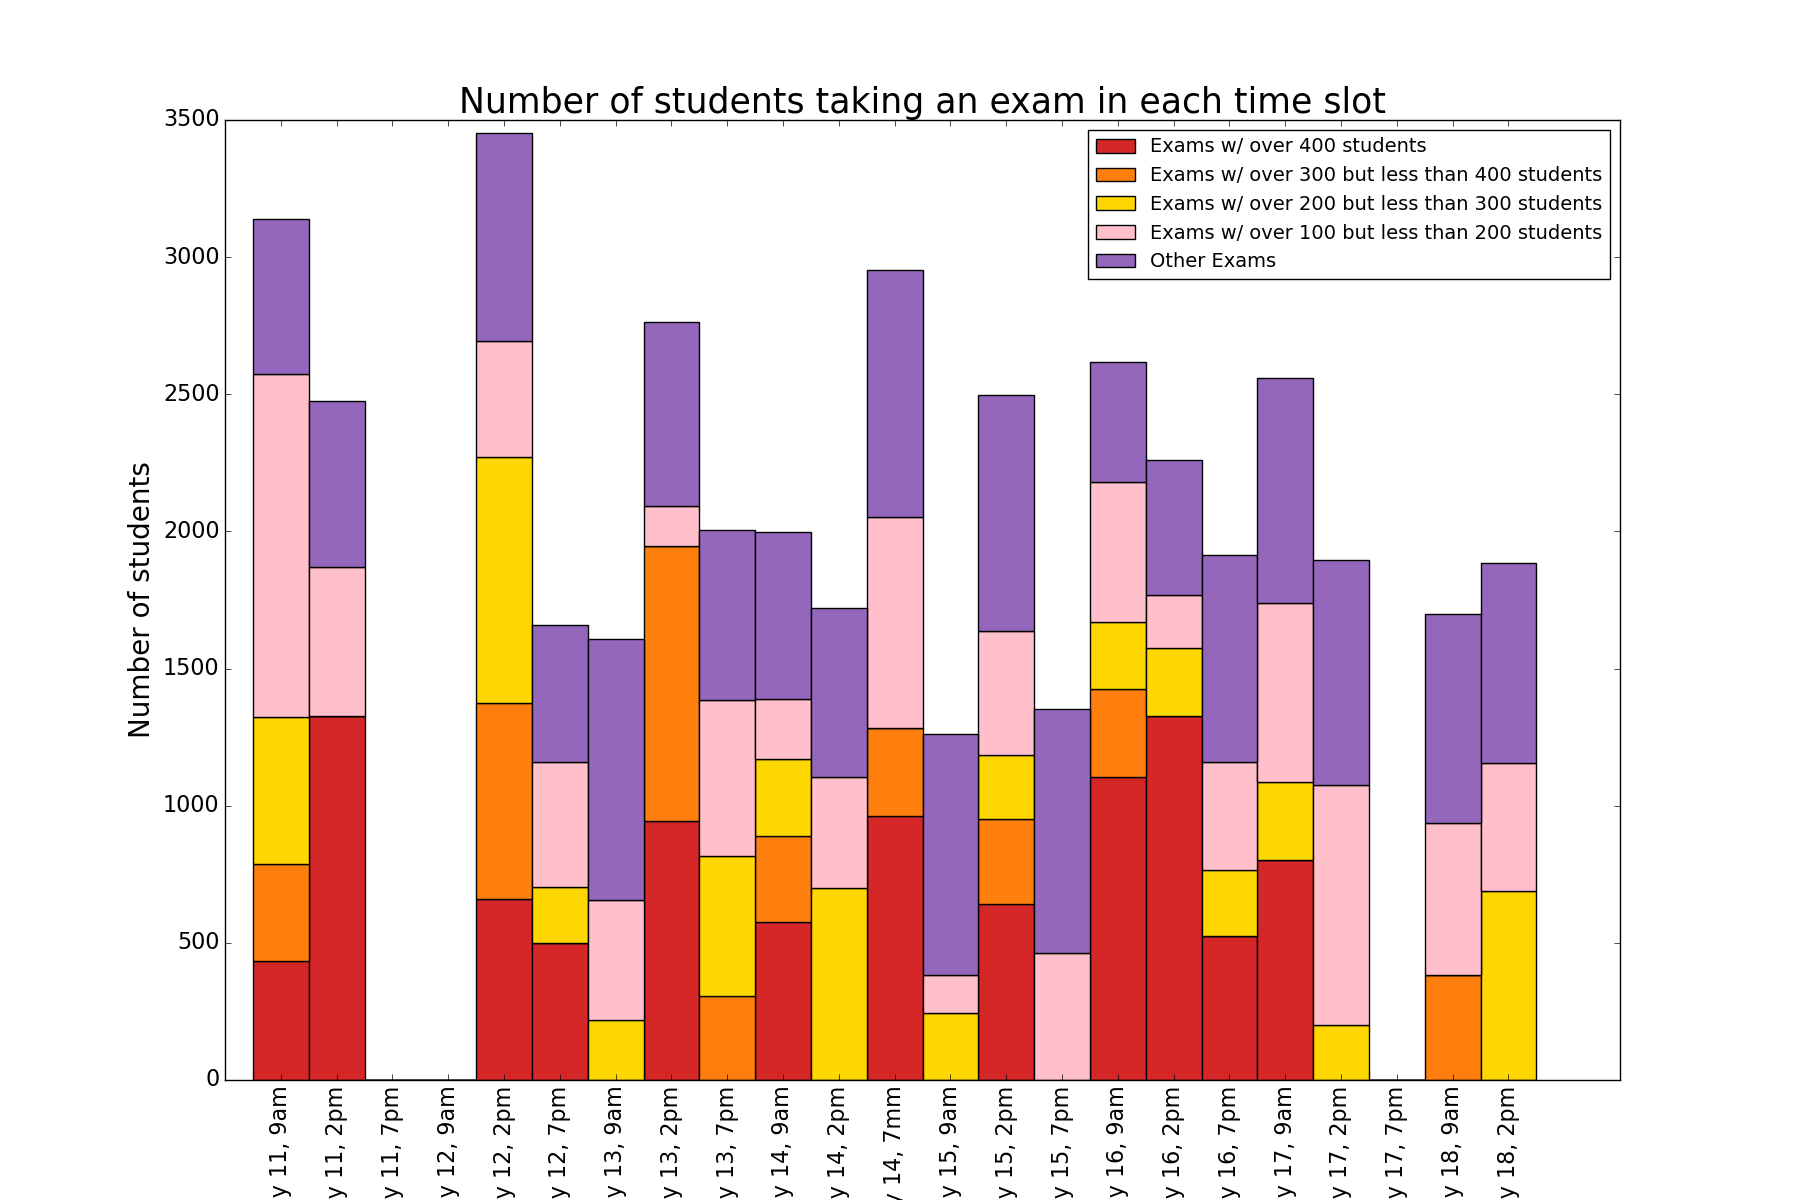 Number of students taking an exam in each time slot
Exams w/ over 400 students
Exams w/ over 300 but less than 400 students
Exams w/ over 200 but less than 300 students
Exams w/ over 100 but less than 200 students
Other Exams
Number of students
3500
3000
2500
2000
1500
1000
500
0
y 11, 9am
y 11, 2pm
y 11, 7pm
y 12, 9am
y 12, 2pm
y 12, 7pm
y 13, 9am
y 13, 2pm
y 13, 7pm
y 14, 9am
y 14, 2pm
y 14, 7mm
y 15, 9am
y 15, 2pm
y 15, 7pm
y 16, 9am
y 16, 2pm
y 16, 7pm
y 17, 9am
y 17, 2pm
y 17, 7pm
y 18, 9am
y 18, 2pm